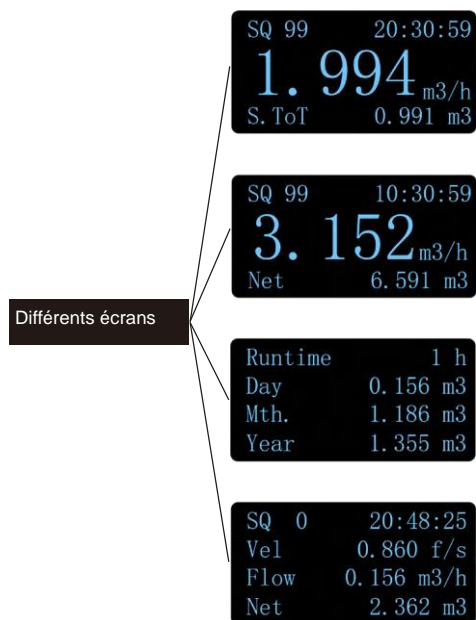 SQ 99 20:30:59
1.994 m3/h
S.ToT 0.991 m3
SQ 99 10:30:59
3.152 m3/h
Net 6.591 m3
Différents écrans
Runtime 1 h
Day 0.156 m3
Mth. 1.186 m3
Year 1.355 m3
SQ 0 20:48:25
Vel 0.860 f/s
Flow 0.156 m3/h
Net 2.362 m3